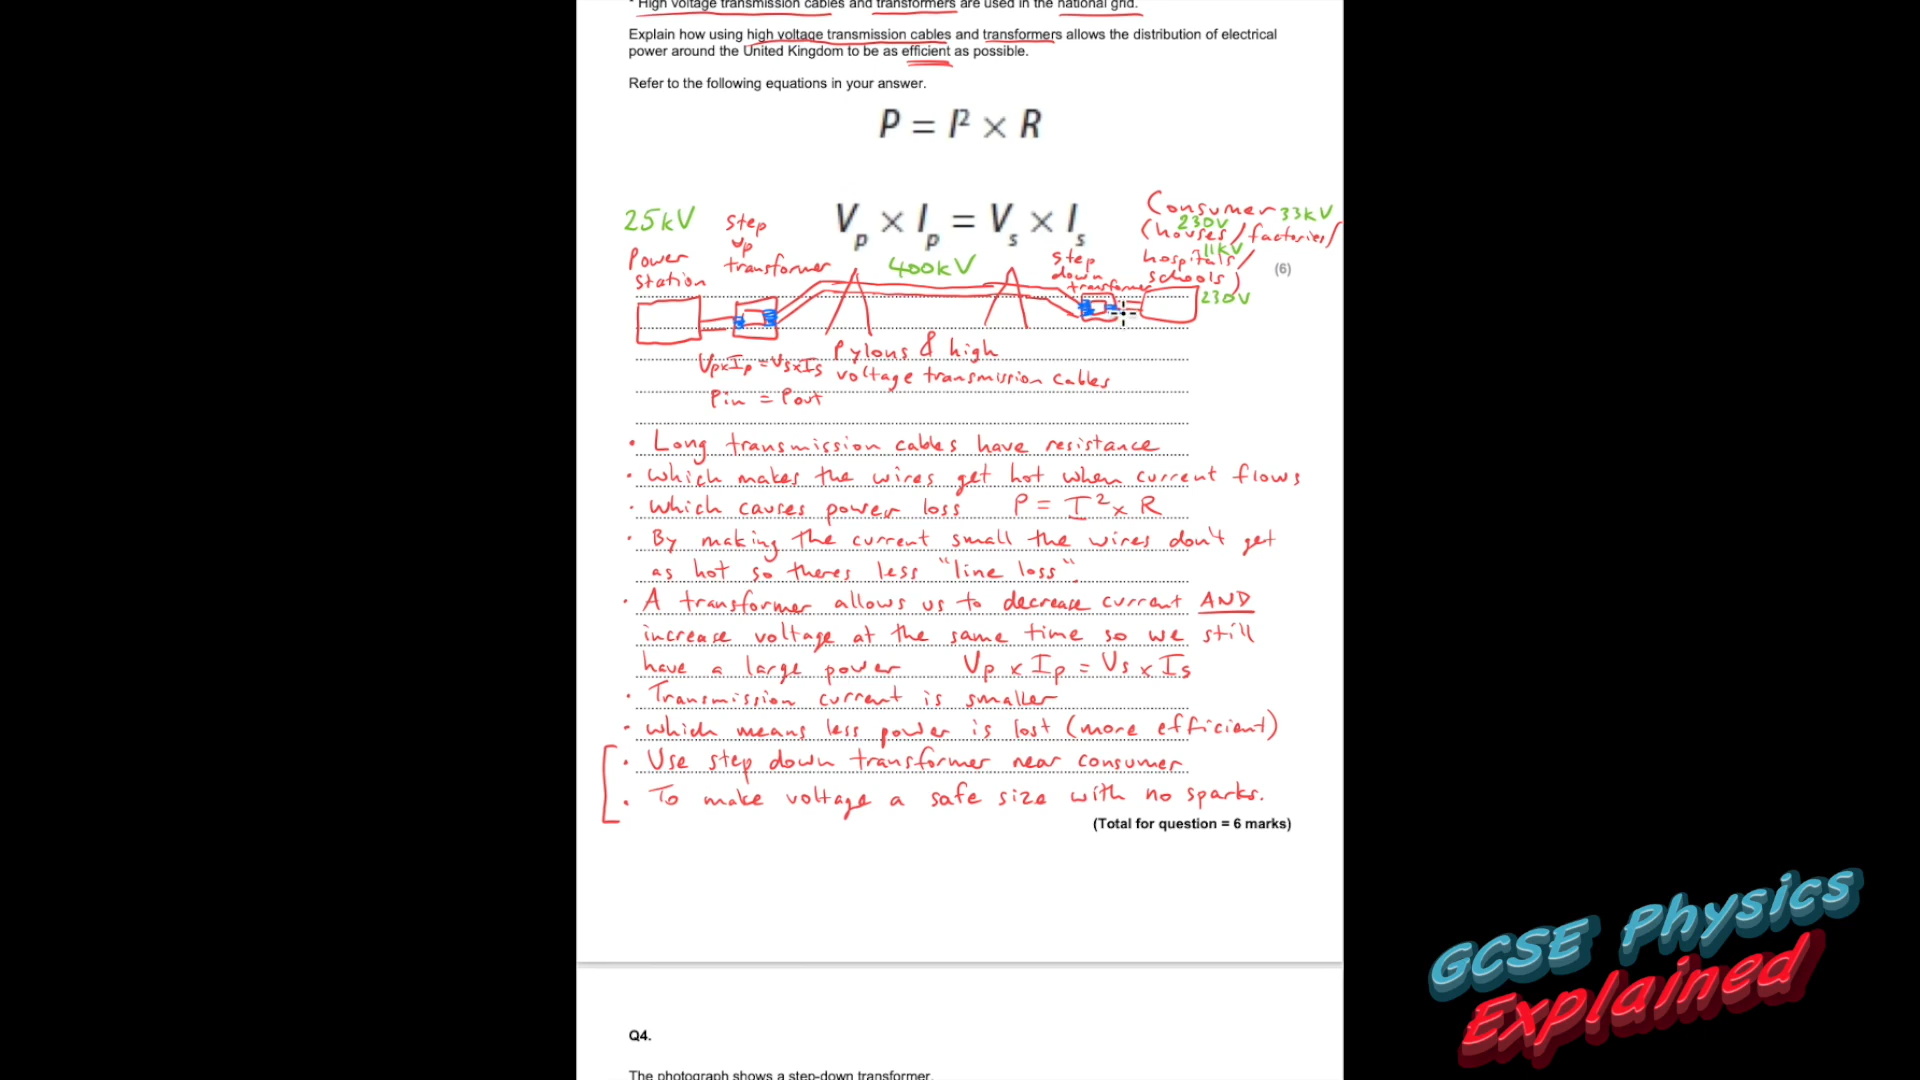 * High voltage transmission cables and transformers are used in the national grid.
Explain how using high voltage transmission cables and transformers allows the distribution of electrical
power around the United Kingdom to be as efficient as possible.
Refer to the following equations in your answer.
P = I² × R
Vp × Ip = Vs × Is
25kV
Power
station
step
up
transformer
400kV
step
down
transformer
Consumer 33kV
230V
(houses/factories/
11kV
hospitals/
schools)
230V
(6)
Pylons & high
voltage transmission cables
Vp×Ip = Vs×Is
Pin = Pout
• Long transmission cables have resistance
• which makes the wires get hot when current flows
• which causes power loss P = I² × R
• By making the current small the wires don't get
as hot so theres less "line loss".
• A transformer allows us to decrease current AND
increase voltage at the same time so we still
have a large power Vp × Ip = Vs × Is
• Transmission current is smaller
• which means less power is lost (more efficient)
• Use step down transformer near consumer
• To make voltage a safe size with no sparks.
(Total for question = 6 marks)
Q4.
The photograph shows a step-down transformer.
GCSE Physics
Explained